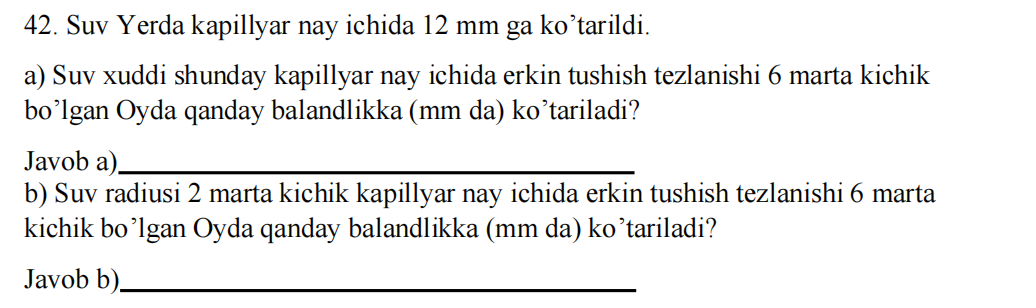 42. Suv Yerda kapillyar nay ichida 12 mm ga ko’tarildi.
a) Suv xuddi shunday kapillyar nay ichida erkin tushish tezlanishi 6 marta kichik
bo’lgan Oyda qanday balandlikka (mm da) ko’tariladi?
Javob a)
b) Suv radiusi 2 marta kichik kapillyar nay ichida erkin tushish tezlanishi 6 marta
kichik bo’lgan Oyda qanday balandlikka (mm da) ko’tariladi?
Javob b)